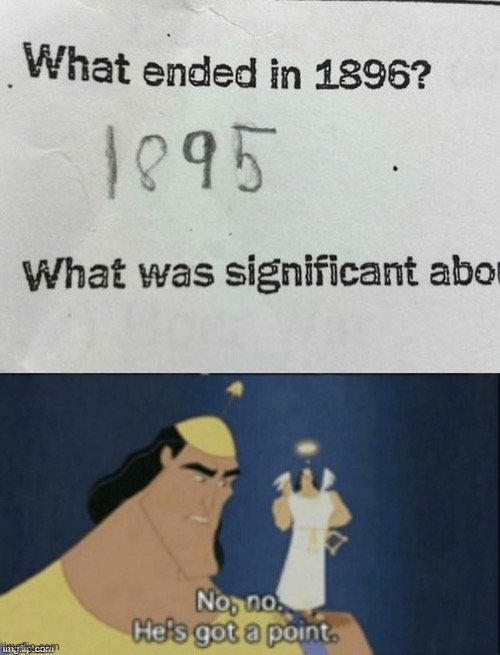 What ended in 1896?
1895
What was significant abo
No, no.
He's got a point.
imgflip.com